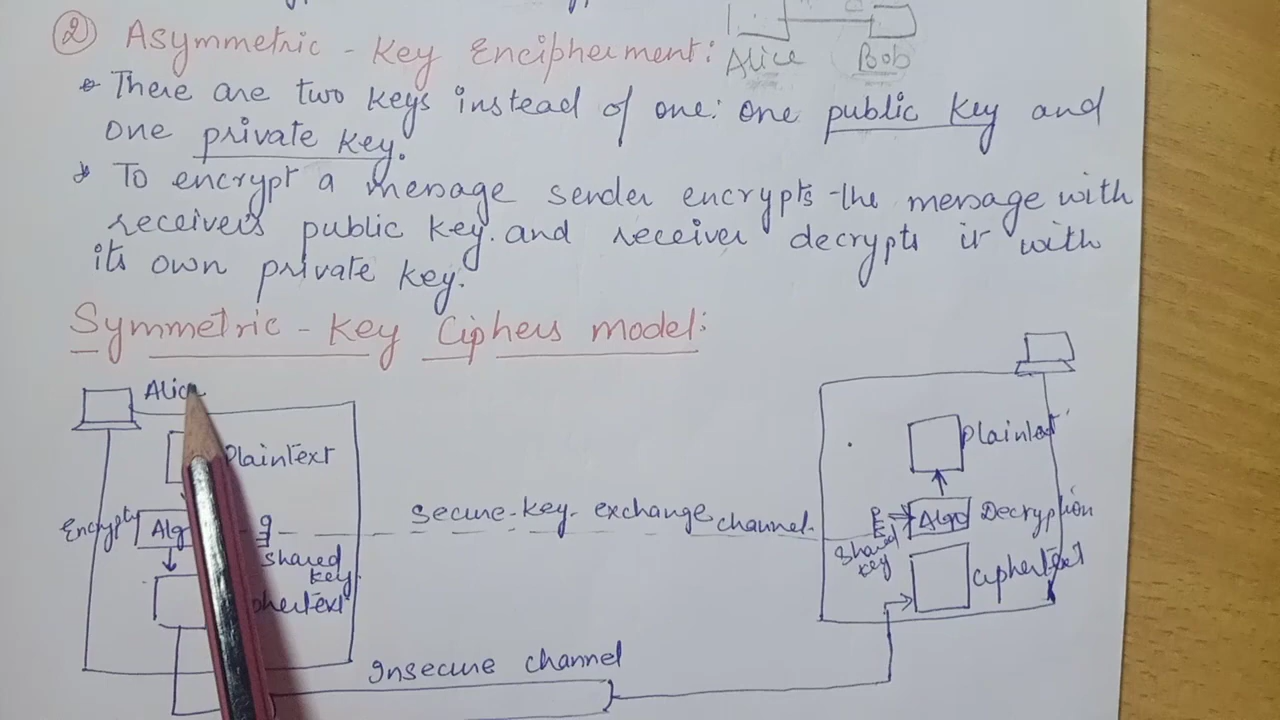 ② Asymmetric - Key Encipherment:
Alice Bob
There are two keys instead of one: one public key and
one private key.
To encrypt a message sender encrypts the message with
receivers public key. and receiver decrypts it with
its own private key.
Symmetric - Key Ciphers model:
Alice
Plaintext
Plaintext
Encrypt
Algo
Secure-key exchange channel
Algo
Decryption
shared
key
Shared
key
Ciphertext
Insecure channel